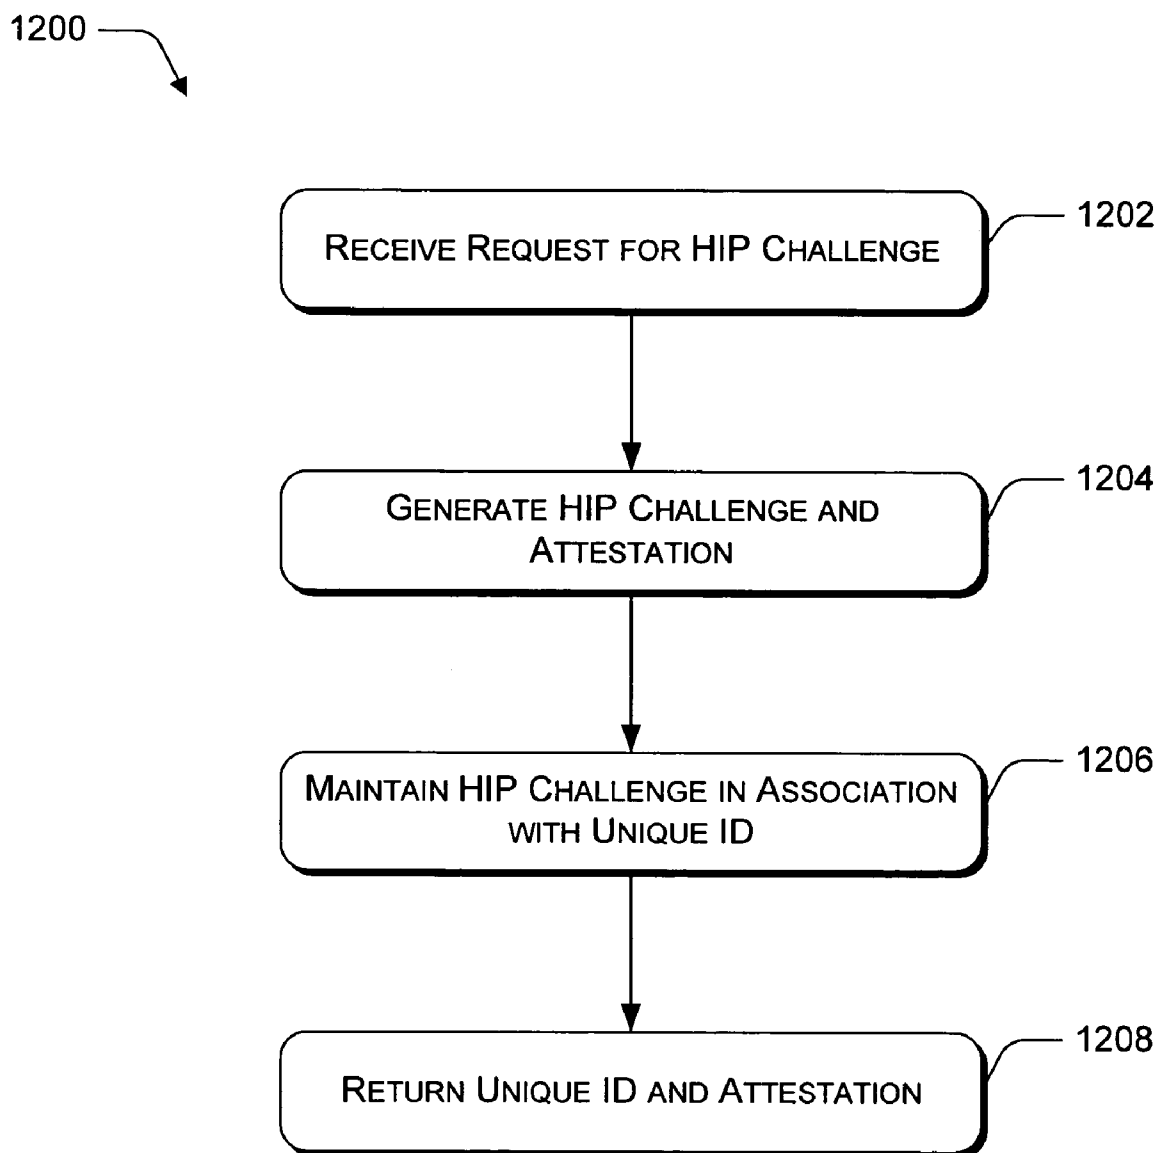 1200
RECEIVE REQUEST FOR HIP CHALLENGE
1202
GENERATE HIP CHALLENGE AND
ATTESTATION
1204
MAINTAIN HIP CHALLENGE IN ASSOCIATION
WITH UNIQUE ID
1206
RETURN UNIQUE ID AND ATTESTATION
1208